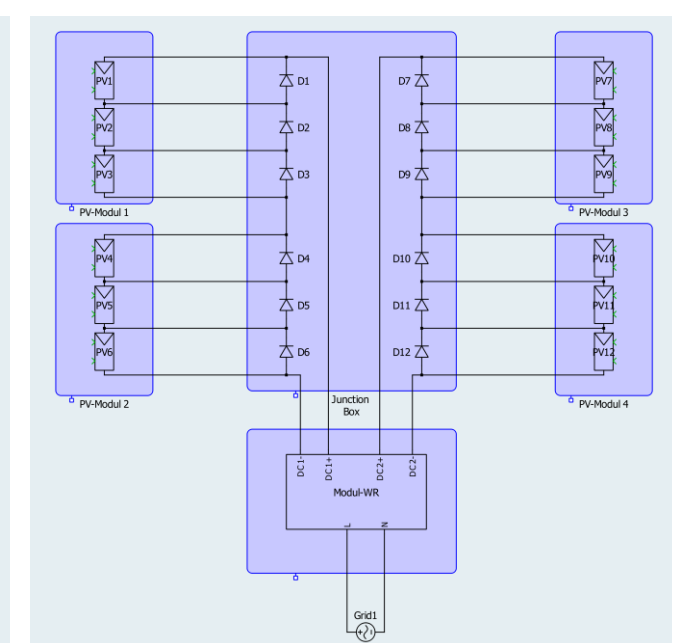 PV1
D1
D7
PV7
PV2
D2
D8
PV8
PV3
D3
D9
PV9
PV-Modul 1
PV-Modul 3
PV4
D4
D10
PV10
PV5
D5
D11
PV11
PV6
D6
D12
PV12
PV-Modul 2
Junction
Box
PV-Modul 4
DC1-
DC1+
DC2+
DC2-
Modul-WR
L
N
Grid1